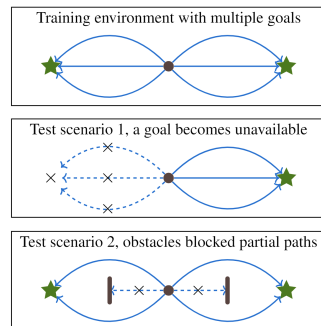 Training environment with multiple goals
Test scenario 1, a goal becomes unavailable
Test scenario 2, obstacles blocked partial paths